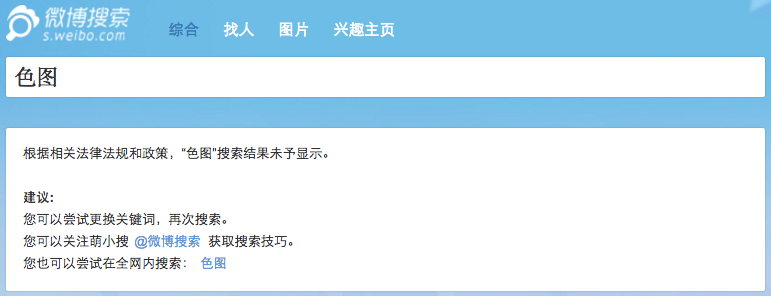 微博搜索
s.weibo.com
综合 找人 图片 兴趣主页
色图
根据相关法律法规和政策，“色图”搜索结果未予显示。
建议:
您可以尝试更换关键词，再次搜索。
您可以关注萌小搜 @微博搜索 获取搜索技巧。
您也可以尝试在全网内搜索： 色图